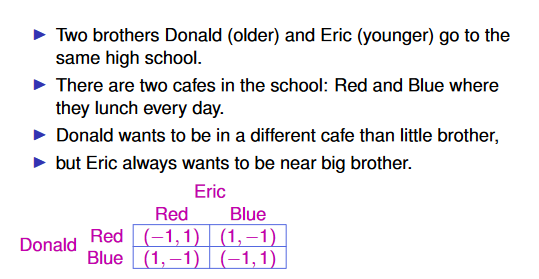 Two brothers Donald (older) and Eric (younger) go to the
same high school.
There are two cafes in the school: Red and Blue where
they lunch every day.
Donald wants to be in a different cafe than little brother,
but Eric always wants to be near big brother.
Eric
Red Blue
Donald Red (−1, 1) (1, −1)
Blue (1, −1) (−1, 1)